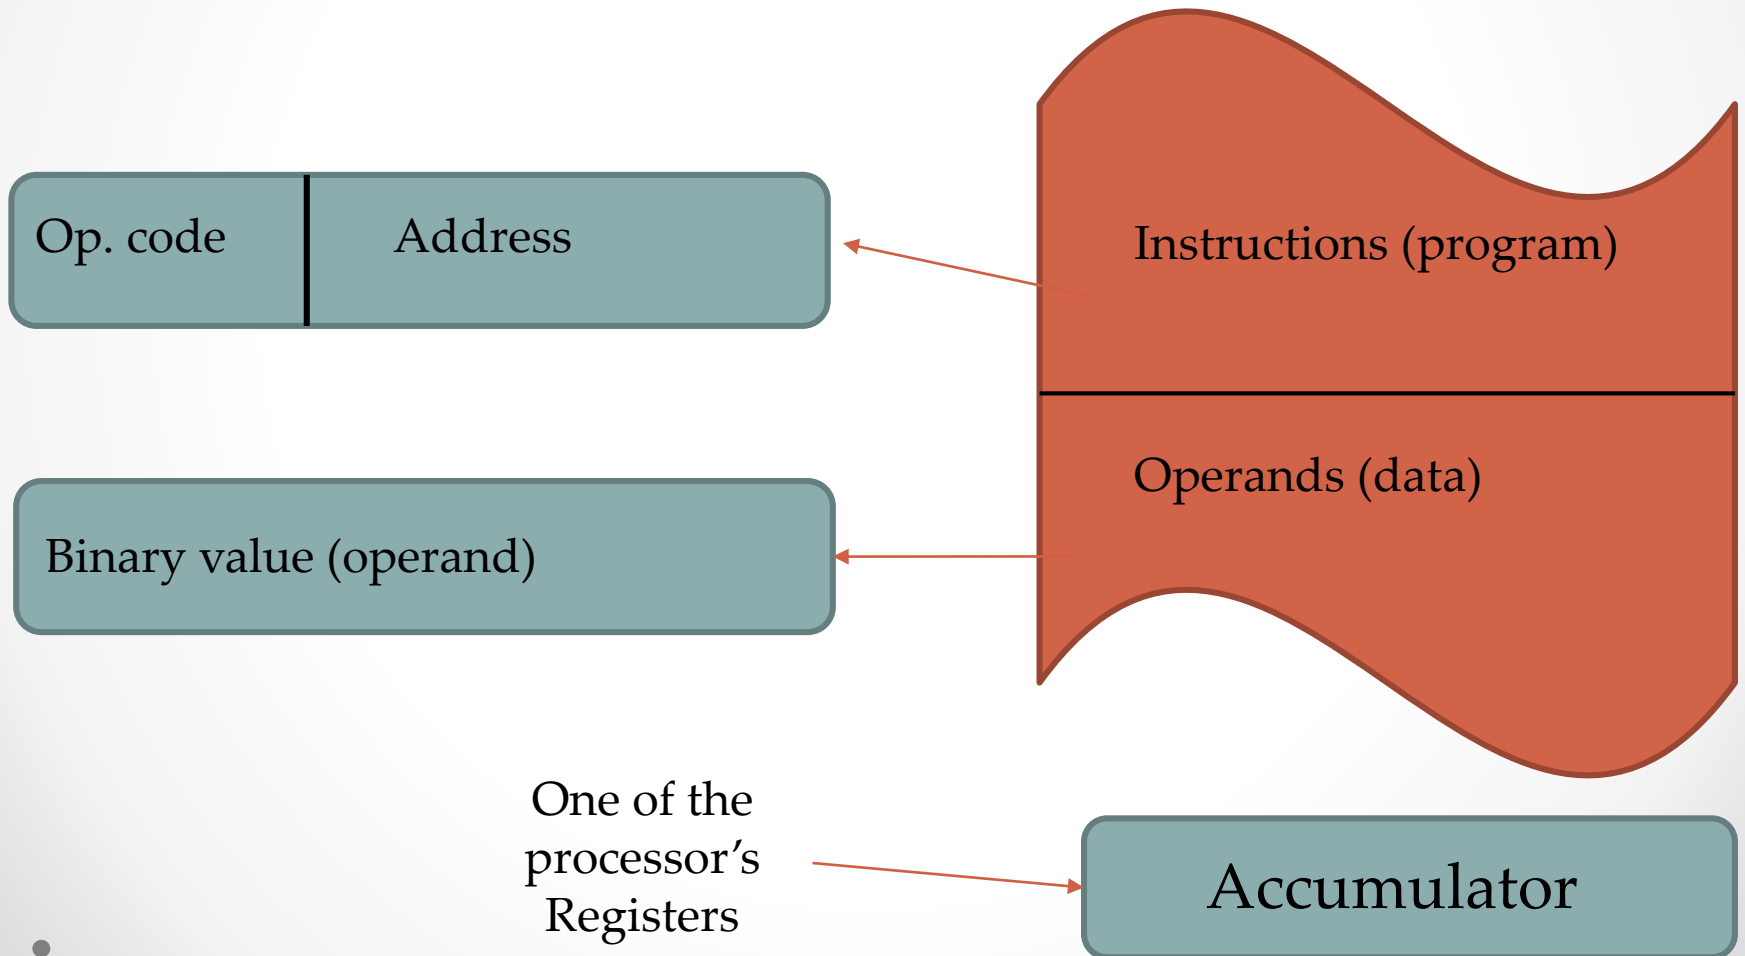 Op. code
Address
Instructions (program)
Operands (data)
Binary value (operand)
One of the
processor’s
Registers
Accumulator